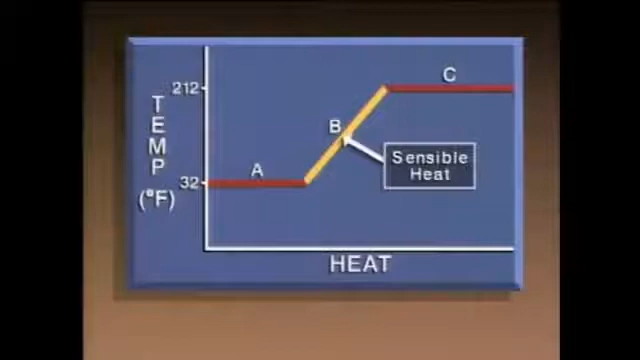 TEMP
(°F)
212
32
A
B
C
Sensible
Heat
HEAT